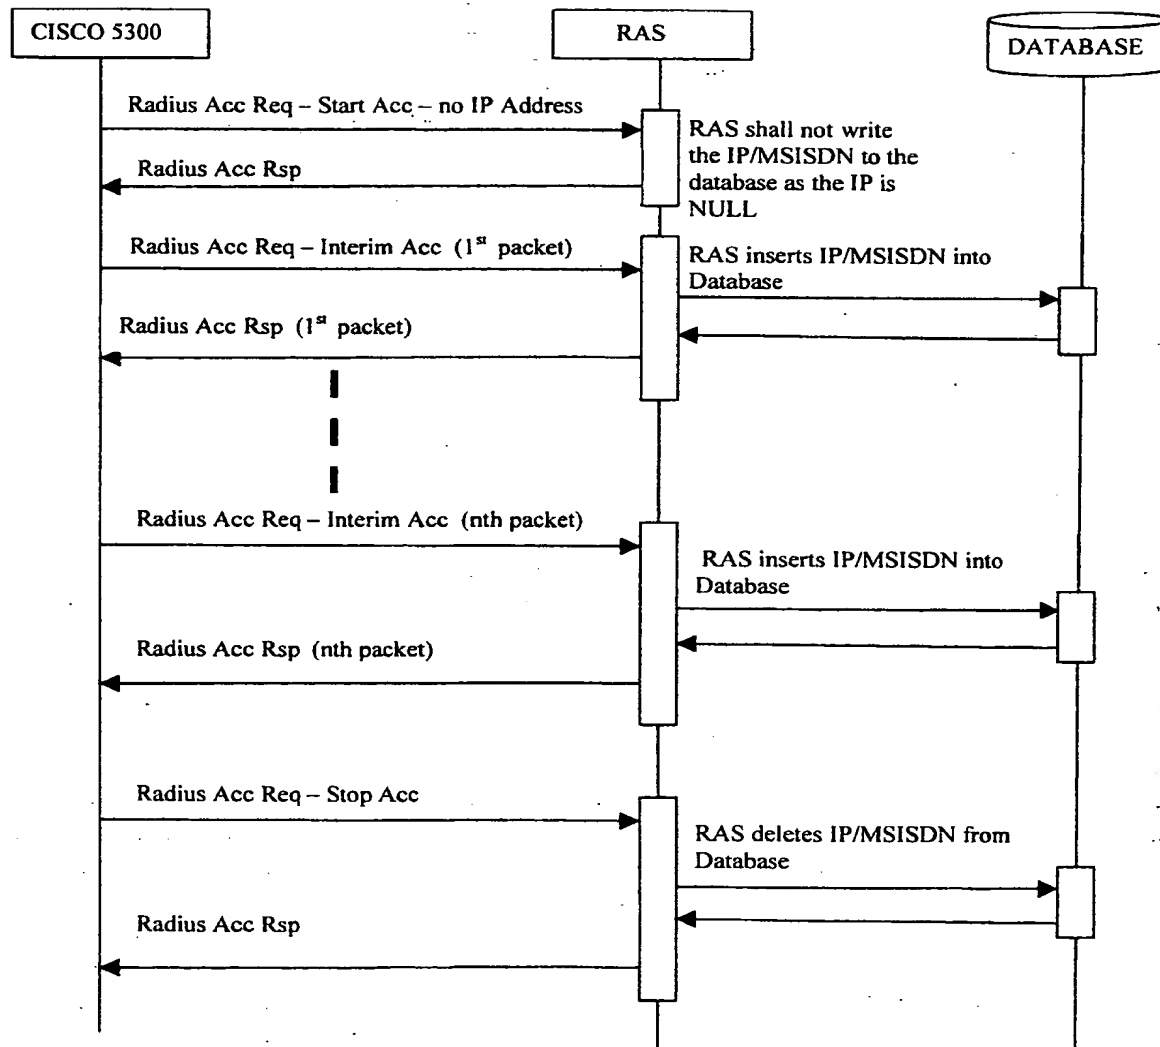 CISCO 5300
RAS
DATABASE
Radius Acc Req – Start Acc – no IP Address
RAS shall not write
the IP/MSISDN to the
database as the IP is
NULL
Radius Acc Rsp
Radius Acc Req – Interim Acc (1st packet)
RAS inserts IP/MSISDN into
Database
Radius Acc Rsp (1st packet)
Radius Acc Req – Interim Acc (nth packet)
RAS inserts IP/MSISDN into
Database
Radius Acc Rsp (nth packet)
Radius Acc Req – Stop Acc
RAS deletes IP/MSISDN from
Database
Radius Acc Rsp